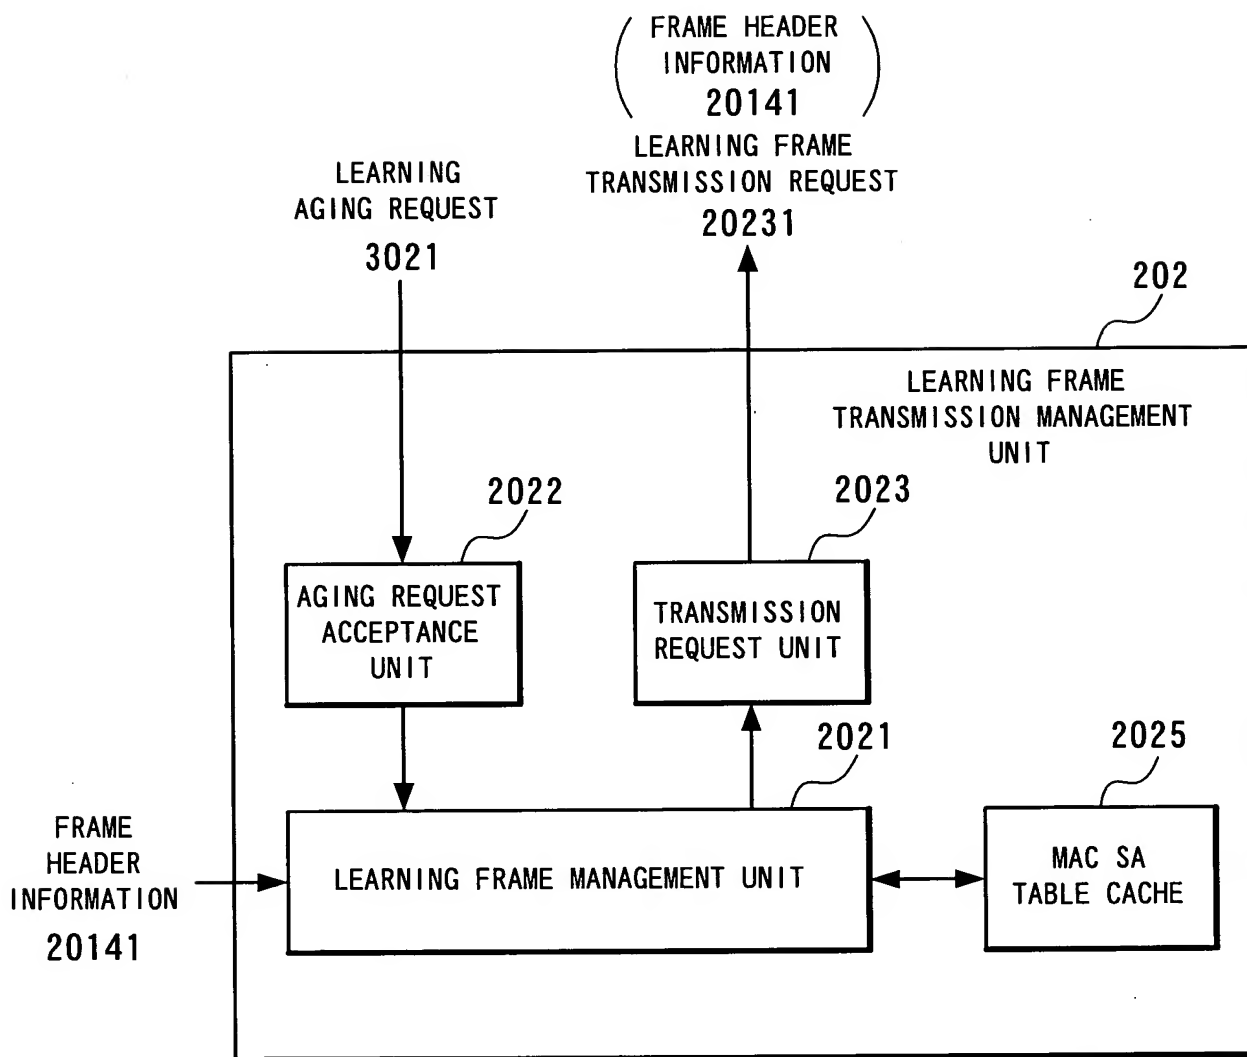 FRAME HEADER
INFORMATION
20141
LEARNING FRAME
TRANSMISSION REQUEST
20231
LEARNING
AGING REQUEST
3021
202
LEARNING FRAME
TRANSMISSION MANAGEMENT
UNIT
2022
2023
AGING REQUEST
ACCEPTANCE
UNIT
TRANSMISSION
REQUEST UNIT
2021
2025
FRAME
HEADER
INFORMATION
20141
LEARNING FRAME MANAGEMENT UNIT
MAC SA
TABLE CACHE